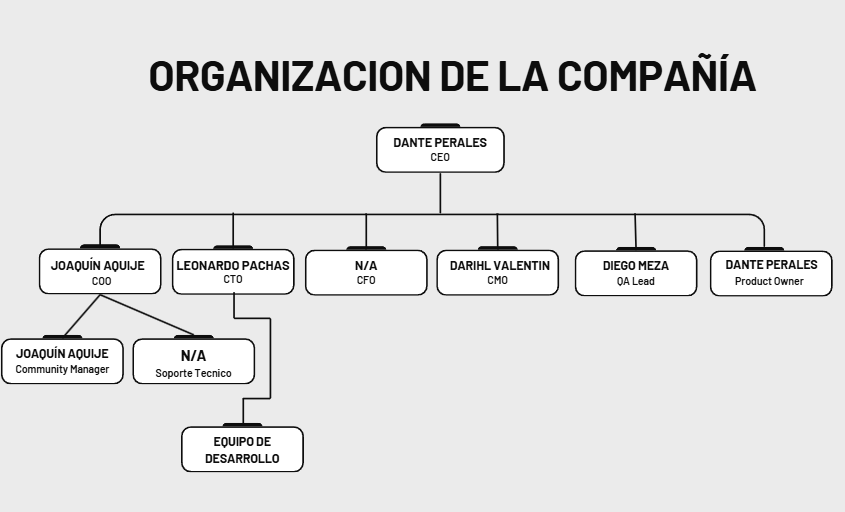 ORGANIZACION DE LA COMPAÑÍA
DANTE PERALES
CEO
JOAQUÍN AQUIJE
COO
LEONARDO PACHAS
CTO
N/A
CFO
DARIHL VALENTIN
CMO
DIEGO MEZA
QA Lead
DANTE PERALES
Product Owner
JOAQUÍN AQUIJE
Community Manager
N/A
Soporte Tecnico
EQUIPO DE
DESARROLLO